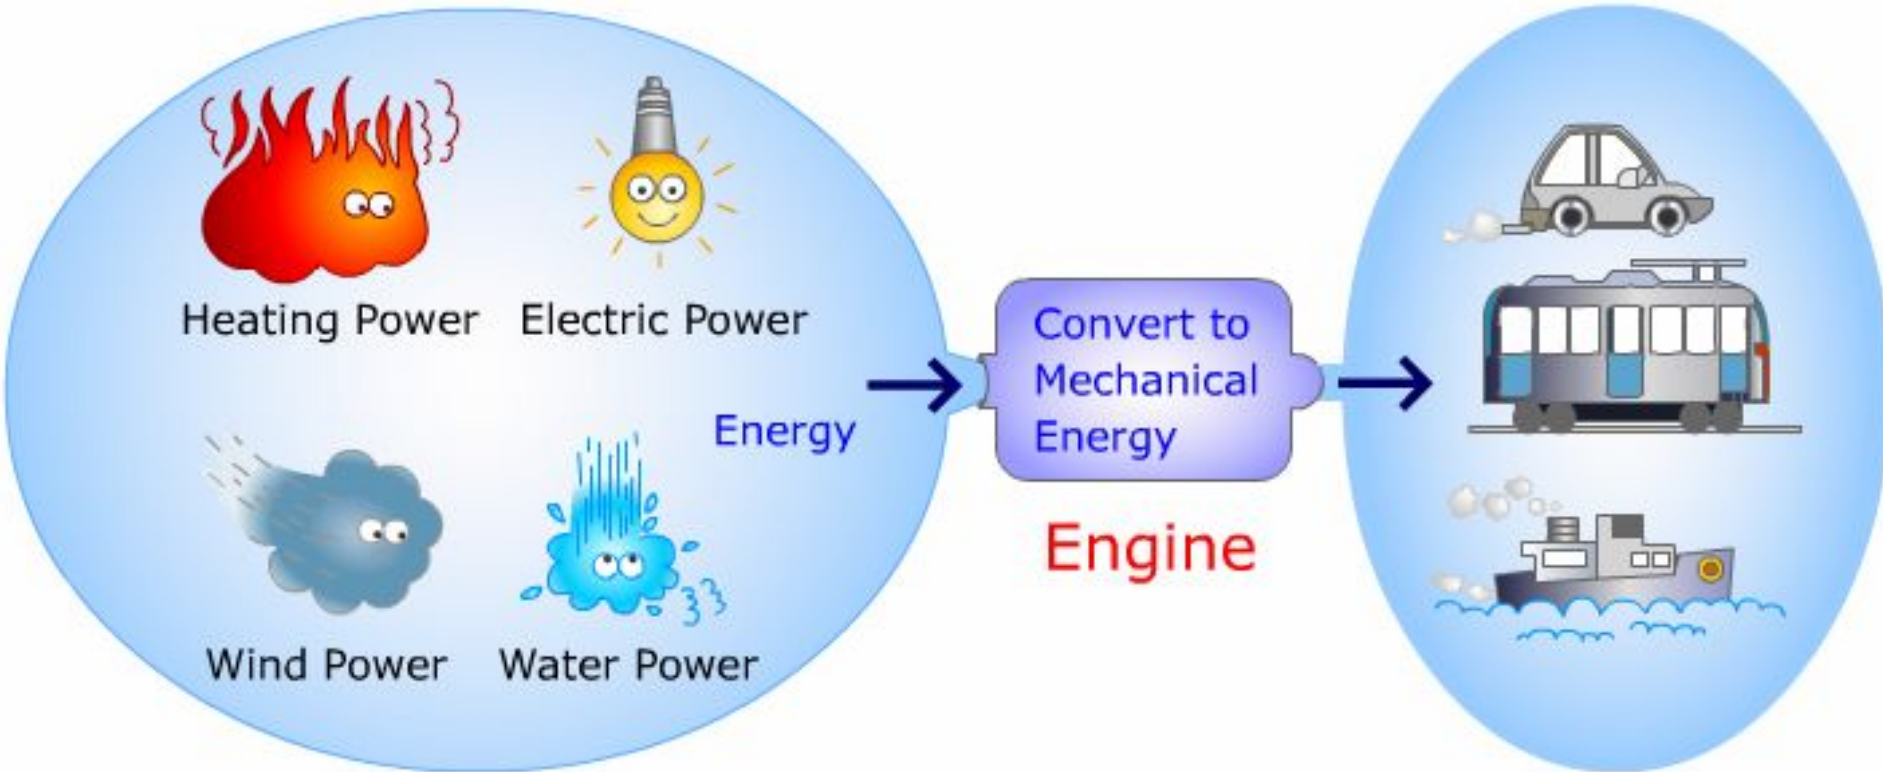 Heating Power
Electric Power
Energy
Wind Power
Water Power
Convert to
Mechanical
Energy
Engine